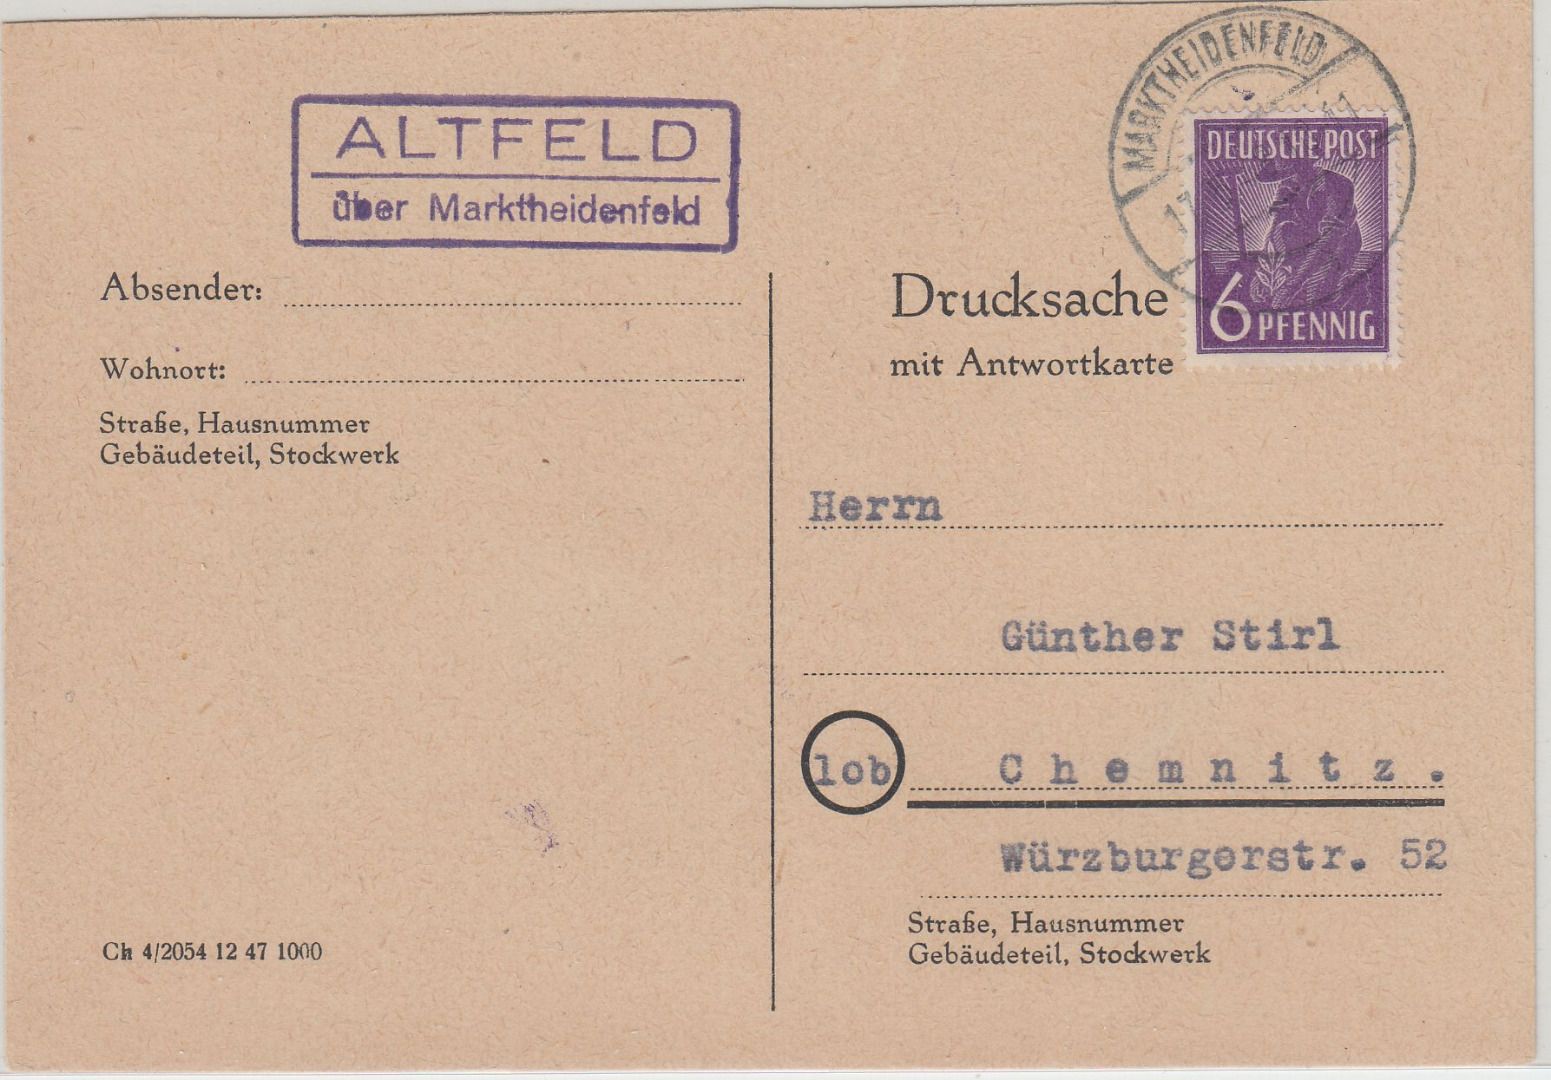 ALTFELD
über Marktheidenfeld
MARKTHEIDENFELD
DEUTSCHE POST
6 PFENNIG
Absender:
Wohnort:
Straße, Hausnummer
Gebäudeteil, Stockwerk
Drucksache
mit Antwortkarte
Herrn
Günther Stirl
10b Chemnitz.
Würzburgerstr. 52
Straße, Hausnummer
Gebäudeteil, Stockwerk
Ch 4/2054 12 47 1000